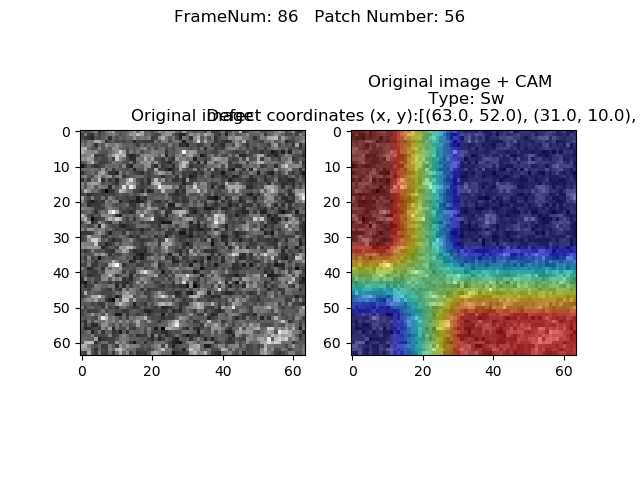 FrameNum: 86   Patch Number: 56
Original image + CAM
Type: Sw
Original image
Defect coordinates (x, y):[(63.0, 52.0), (31.0, 10.0),
0
10
20
30
40
50
60
0 20 40 60
0
10
20
30
40
50
60
0 20 40 60